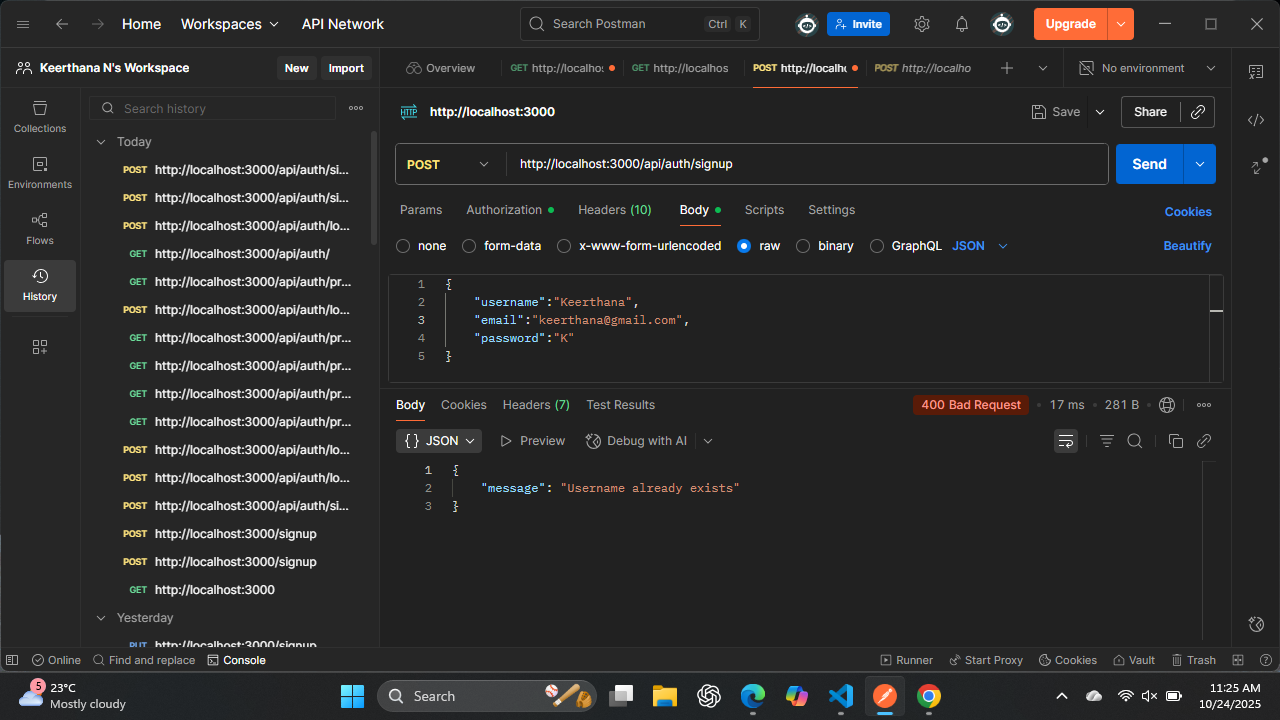 Home
Workspaces
API Network
Search Postman
Ctrl
K
Invite
Upgrade
Keerthana N's Workspace
New
Import
Overview
GET http://localhos
GET http://localhos
POST http://localho
POST http://localho
No environment
Collections
Environments
Flows
History
Search history
Today
POST http://localhost:3000/api/auth/si...
POST http://localhost:3000/api/auth/si...
POST http://localhost:3000/api/auth/lo...
GET http://localhost:3000/api/auth/
GET http://localhost:3000/api/auth/pr...
POST http://localhost:3000/api/auth/lo...
GET http://localhost:3000/api/auth/pr...
GET http://localhost:3000/api/auth/pr...
GET http://localhost:3000/api/auth/pr...
GET http://localhost:3000/api/auth/pr...
POST http://localhost:3000/api/auth/lo...
POST http://localhost:3000/api/auth/lo...
POST http://localhost:3000/api/auth/si...
POST http://localhost:3000/signup
POST http://localhost:3000/signup
GET http://localhost:3000
Yesterday
PUT http://localhost:3000/signup
HTTP http://localhost:3000
Save
Share
POST
http://localhost:3000/api/auth/signup
Send
Params
Authorization
Headers (10)
Body
Scripts
Settings
Cookies
none
form-data
x-www-form-urlencoded
raw
binary
GraphQL
JSON
Beautify
1 {
2 "username":"Keerthana",
3 "email":"keerthana@gmail.com",
4 "password":"K"
5 }
Body
Cookies
Headers (7)
Test Results
400 Bad Request
17 ms
281 B
{} JSON
Preview
Debug with AI
1 {
2 "message": "Username already exists"
3 }
Online
Find and replace
Console
Runner
Start Proxy
Cookies
Vault
Trash
5
23°C
Mostly cloudy
Search
11:25 AM
10/24/2025